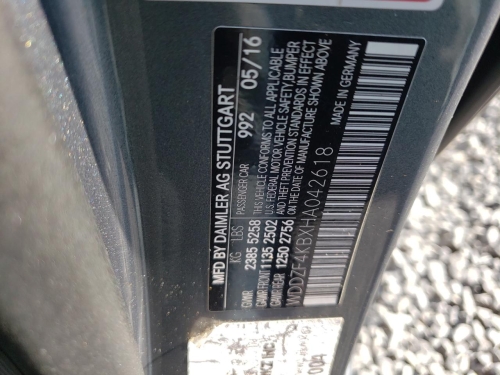 MFD BY DAIMLER AG STUTTGART
KG LBS PASSENGER CAR 992 05/16
GVWR 2385 5258 THIS VEHICLE CONFORMS TO ALL APPLICABLE
GAWR FRONT 1135 2502 U.S. FEDERAL MOTOR VEHICLE SAFETY, BUMPER
GAWR REAR 1250 2756 AND THEFT PREVENTION STANDARDS IN EFFECT
ON THE DATE OF MANUFACTURE SHOWN ABOVE
WDDZF4KBXHA042618 MADE IN GERMANY